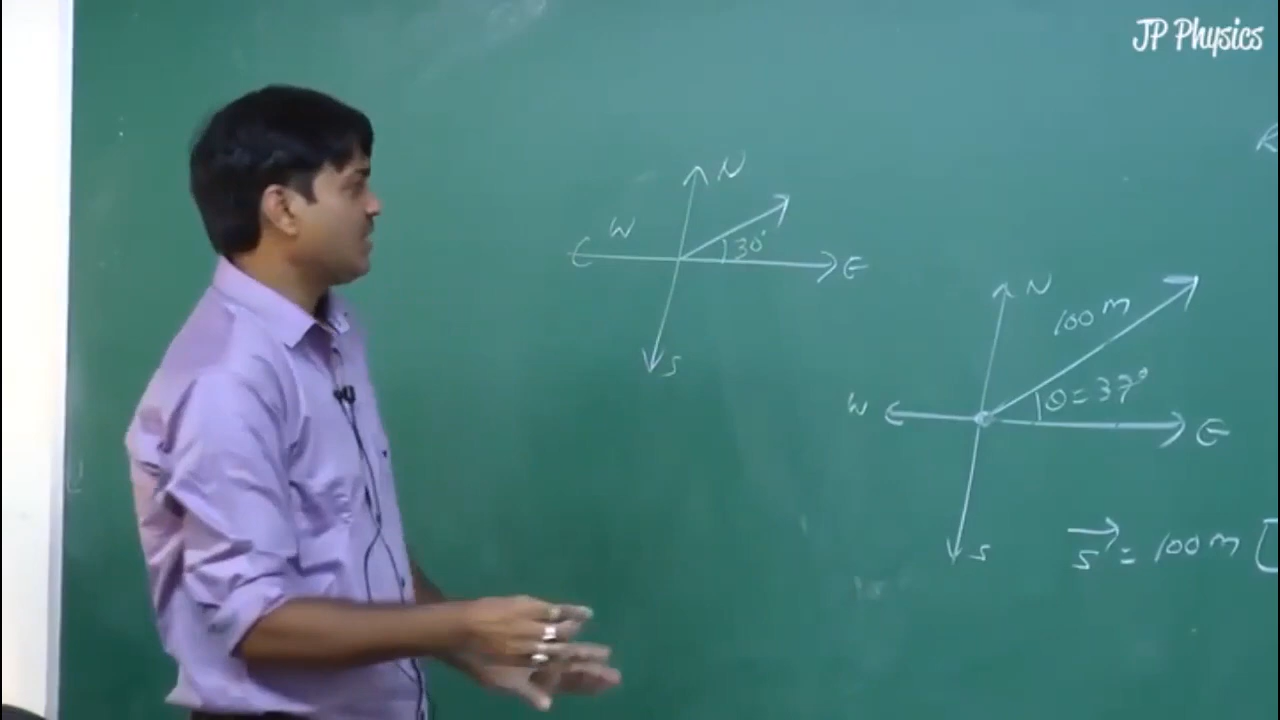 JP Physics
N
W
30°
E
S
N
100 m
W
θ = 37°
E
S
S = 100 m [